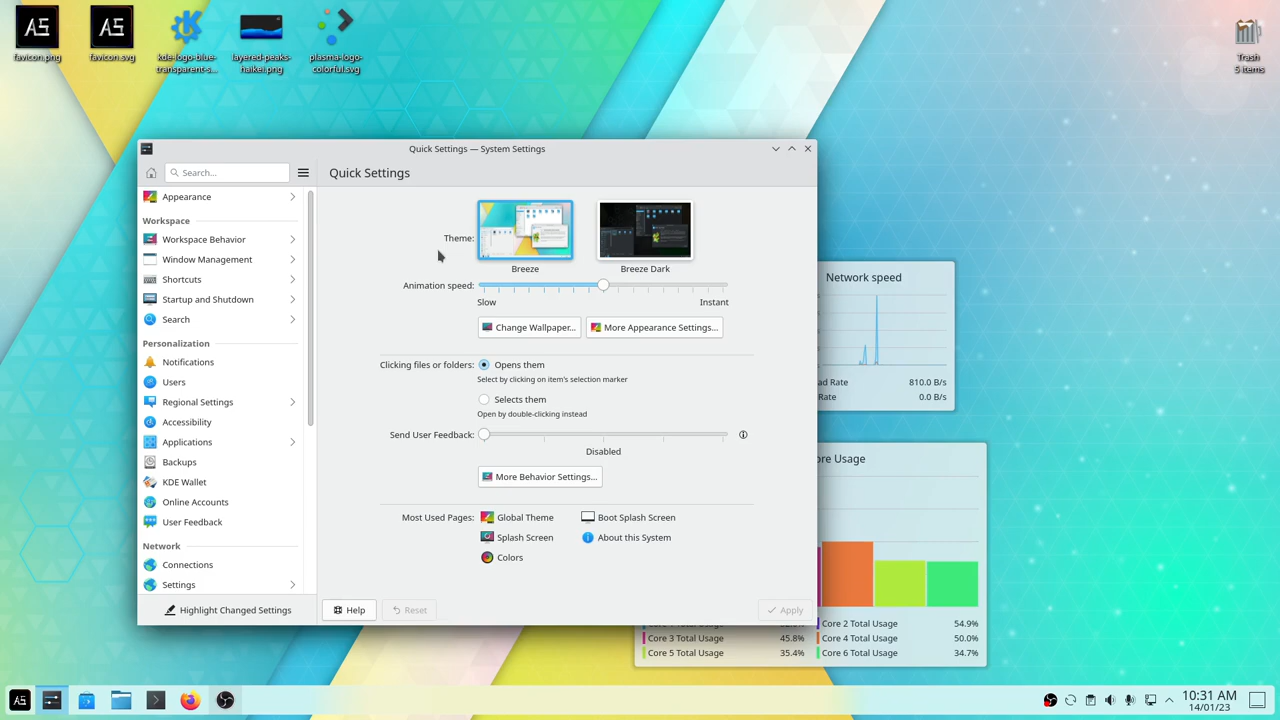 favicon.png
favicon.svg
kde-logo-blue-
transparent-s...
layered-peaks-
haikei.png
plasma-logo-
colorful.svg
Trash
5 items
Quick Settings — System Settings
Search...
Quick Settings
Appearance
Workspace
Workspace Behavior
Window Management
Shortcuts
Startup and Shutdown
Search
Personalization
Notifications
Users
Regional Settings
Accessibility
Applications
Backups
KDE Wallet
Online Accounts
User Feedback
Network
Connections
Settings
Highlight Changed Settings
Theme:
Breeze
Breeze Dark
Animation speed:
Slow
Instant
Change Wallpaper...
More Appearance Settings...
Clicking files or folders:
Opens them
Select by clicking on item's selection marker
Selects them
Open by double-clicking instead
Send User Feedback:
Disabled
More Behavior Settings...
Most Used Pages:
Global Theme
Boot Splash Screen
Splash Screen
About this System
Colors
Help
Reset
Apply
Network speed
ad Rate
810.0 B/s
Rate
0.0 B/s
ore Usage
Core 2 Total Usage
54.9%
Core 3 Total Usage
45.8%
Core 4 Total Usage
50.0%
Core 5 Total Usage
35.4%
Core 6 Total Usage
34.7%
10:31 AM
14/01/23